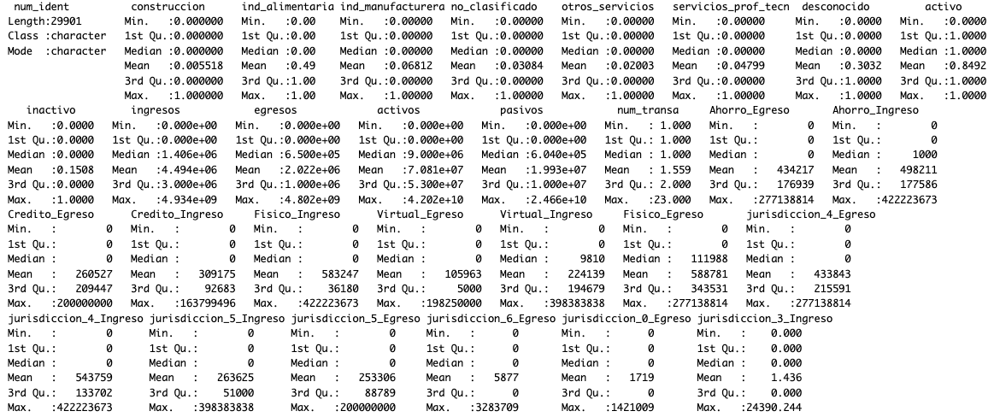 num_ident construccion ind_alimentaria ind_manufacturera no_clasificado otros_servicios servicios_prof_tecn desconocido activo
Length:29901 Min. :0.000000 Min. :0.00 Min. :0.00000 Min. :0.00000 Min. :0.00000 Min. :0.00000 Min. :0.0000 Min. :0.0000
Class :character 1st Qu.:0.000000 1st Qu.:0.00 1st Qu.:0.00000 1st Qu.:0.00000 1st Qu.:0.00000 1st Qu.:0.00000 1st Qu.:0.0000 1st Qu.:1.0000
Mode :character Median :0.000000 Median :0.00 Median :0.00000 Median :0.00000 Median :0.00000 Median :0.00000 Median :0.0000 Median :1.0000
Mean :0.005518 Mean :0.49 Mean :0.06812 Mean :0.03084 Mean :0.02003 Mean :0.04799 Mean :0.3032 Mean :0.8492
3rd Qu.:0.000000 3rd Qu.:1.00 3rd Qu.:0.00000 3rd Qu.:0.00000 3rd Qu.:0.00000 3rd Qu.:0.00000 3rd Qu.:1.0000 3rd Qu.:1.0000
Max. :1.000000 Max. :1.00 Max. :1.00000 Max. :1.00000 Max. :1.00000 Max. :1.00000 Max. :1.0000 Max. :1.0000
inactivo ingresos egresos activos pasivos num_transa Ahorro_Egreso Ahorro_Ingreso
Min. :0.0000 Min. :0.000e+00 Min. :0.000e+00 Min. :0.000e+00 Min. :0.000e+00 Min. : 1.000 Min. : 0 Min. : 0
1st Qu.:0.0000 1st Qu.:0.000e+00 1st Qu.:0.000e+00 1st Qu.:0.000e+00 1st Qu.:0.000e+00 1st Qu.: 1.000 1st Qu.: 0 1st Qu.: 0
Median :0.0000 Median :1.406e+06 Median :6.500e+05 Median :9.000e+06 Median :6.040e+05 Median : 1.000 Median : 0 Median : 1000
Mean :0.1508 Mean :4.494e+06 Mean :2.022e+06 Mean :7.081e+07 Mean :1.993e+07 Mean : 1.559 Mean : 434217 Mean : 498211
3rd Qu.:0.0000 3rd Qu.:3.000e+06 3rd Qu.:1.000e+06 3rd Qu.:5.300e+07 3rd Qu.:1.000e+07 3rd Qu.: 2.000 3rd Qu.: 176939 3rd Qu.: 177586
Max. :1.0000 Max. :4.934e+09 Max. :4.802e+09 Max. :4.202e+10 Max. :2.466e+10 Max. :23.000 Max. :277138814 Max. :422223673
Credito_Egreso Credito_Ingreso Fisico_Ingreso Virtual_Egreso Virtual_Ingreso Fisico_Egreso jurisdiccion_4_Egreso
Min. : 0 Min. : 0 Min. : 0 Min. : 0 Min. : 0 Min. : 0 Min. : 0
1st Qu.: 0 1st Qu.: 0 1st Qu.: 0 1st Qu.: 0 1st Qu.: 0 1st Qu.: 0 1st Qu.: 0
Median : 0 Median : 0 Median : 0 Median : 0 Median : 9810 Median : 111988 Median : 0
Mean : 260527 Mean : 309175 Mean : 583247 Mean : 105963 Mean : 224139 Mean : 588781 Mean : 433843
3rd Qu.: 209447 3rd Qu.: 92683 3rd Qu.: 36180 3rd Qu.: 5000 3rd Qu.: 194679 3rd Qu.: 343531 3rd Qu.: 215591
Max. :200000000 Max. :163799496 Max. :422223673 Max. :198250000 Max. :398383838 Max. :277138814 Max. :277138814
jurisdiccion_4_Ingreso jurisdiccion_5_Ingreso jurisdiccion_5_Egreso jurisdiccion_6_Egreso jurisdiccion_0_Egreso jurisdiccion_3_Ingreso
Min. : 0 Min. : 0 Min. : 0 Min. : 0 Min. : 0 Min. : 0.000
1st Qu.: 0 1st Qu.: 0 1st Qu.: 0 1st Qu.: 0 1st Qu.: 0 1st Qu.: 0.000
Median : 0 Median : 0 Median : 0 Median : 0 Median : 0 Median : 0.000
Mean : 543759 Mean : 263625 Mean : 253306 Mean : 5877 Mean : 1719 Mean : 1.436
3rd Qu.: 133702 3rd Qu.: 51000 3rd Qu.: 88789 3rd Qu.: 0 3rd Qu.: 0 3rd Qu.: 0.000
Max. :422223673 Max. :398383838 Max. :200000000 Max. :3283709 Max. :1421009 Max. :24390.244